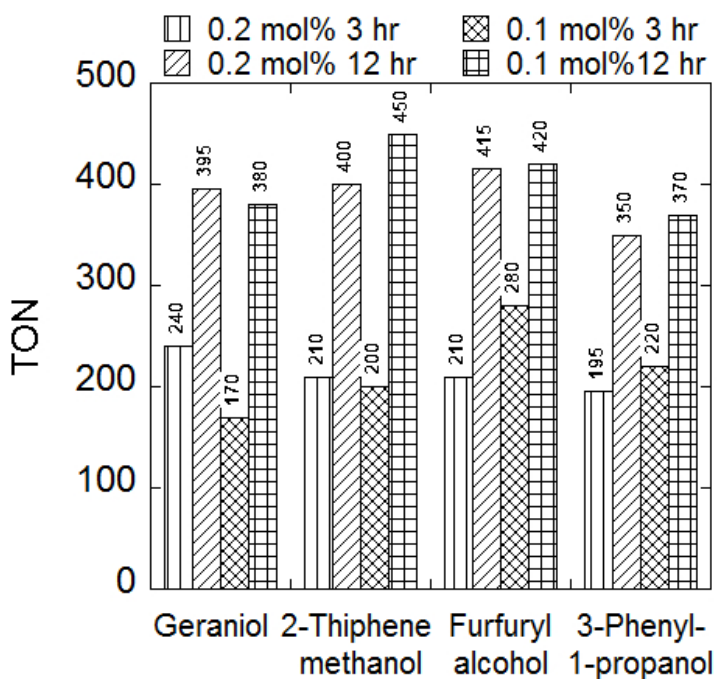 0.2 mol% 3 hr
0.1 mol% 3 hr
0.2 mol% 12 hr
0.1 mol%12 hr
500
400
300
200
100
0
TON
240
395
170
380
210
400
200
450
210
415
280
420
195
350
220
370
Geraniol
2-Thiphene
methanol
Furfuryl
alcohol
3-Phenyl-
1-propanol